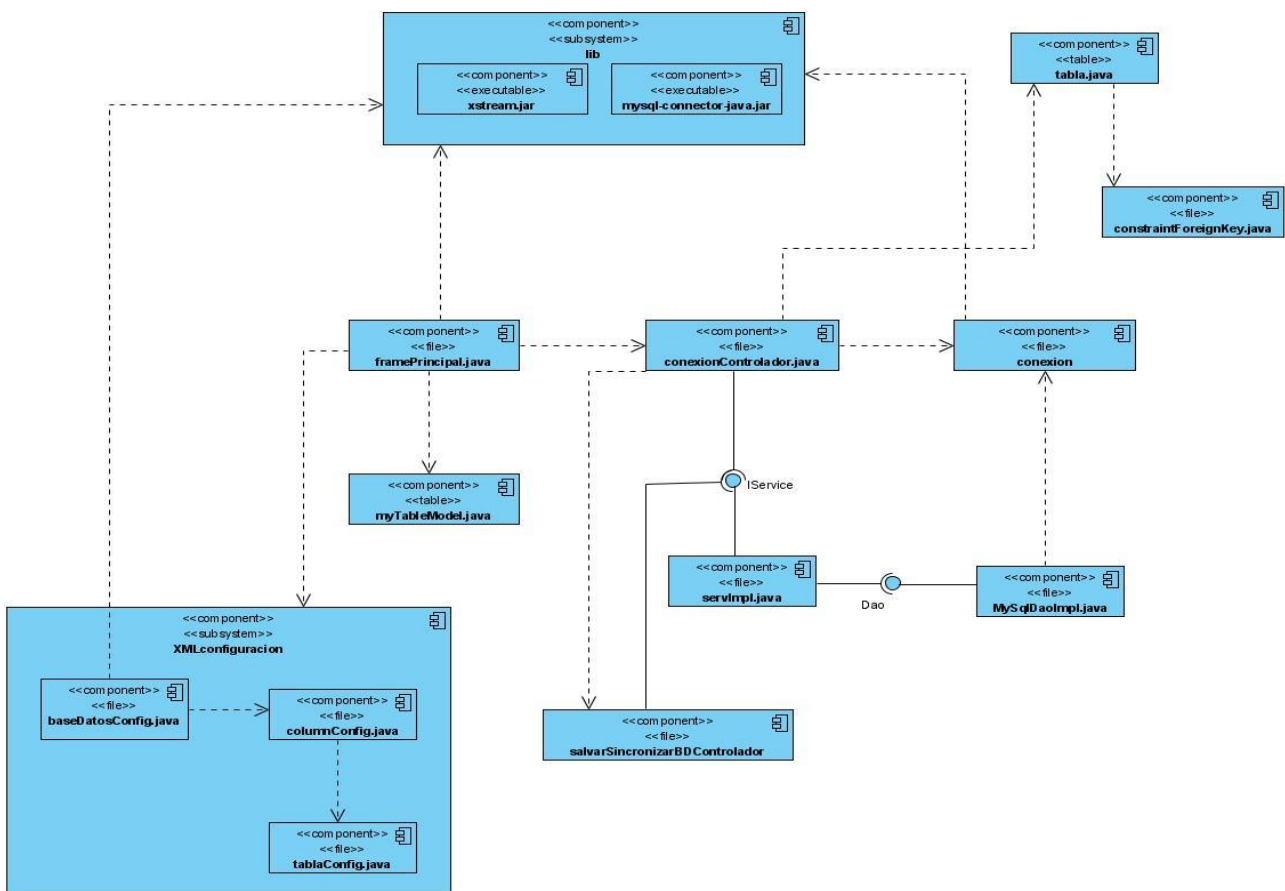 <<component>>
<<subsystem>>
lib
<<component>>
<<executable>>
xstream.jar
<<component>>
<<executable>>
mysql-connector-java.jar
<<component>>
<<table>>
tabla.java
<<component>>
<<file>>
constraintForeignKey.java
<<component>>
<<file>>
framePrincipal.java
<<component>>
<<file>>
conexionControlador.java
<<component>>
<<file>>
conexion
<<component>>
<<table>>
myTableModel.java
IService
<<component>>
<<file>>
servImpl.java
Dao
<<component>>
<<file>>
MySqlDaoImpl.java
<<component>>
<<subsystem>>
XMLconfiguracion
<<component>>
<<file>>
baseDatosConfig.java
<<component>>
<<file>>
columnConfig.java
<<component>>
<<file>>
tablaConfig.java
<<component>>
<<file>>
salvarSincronizarBDControlador